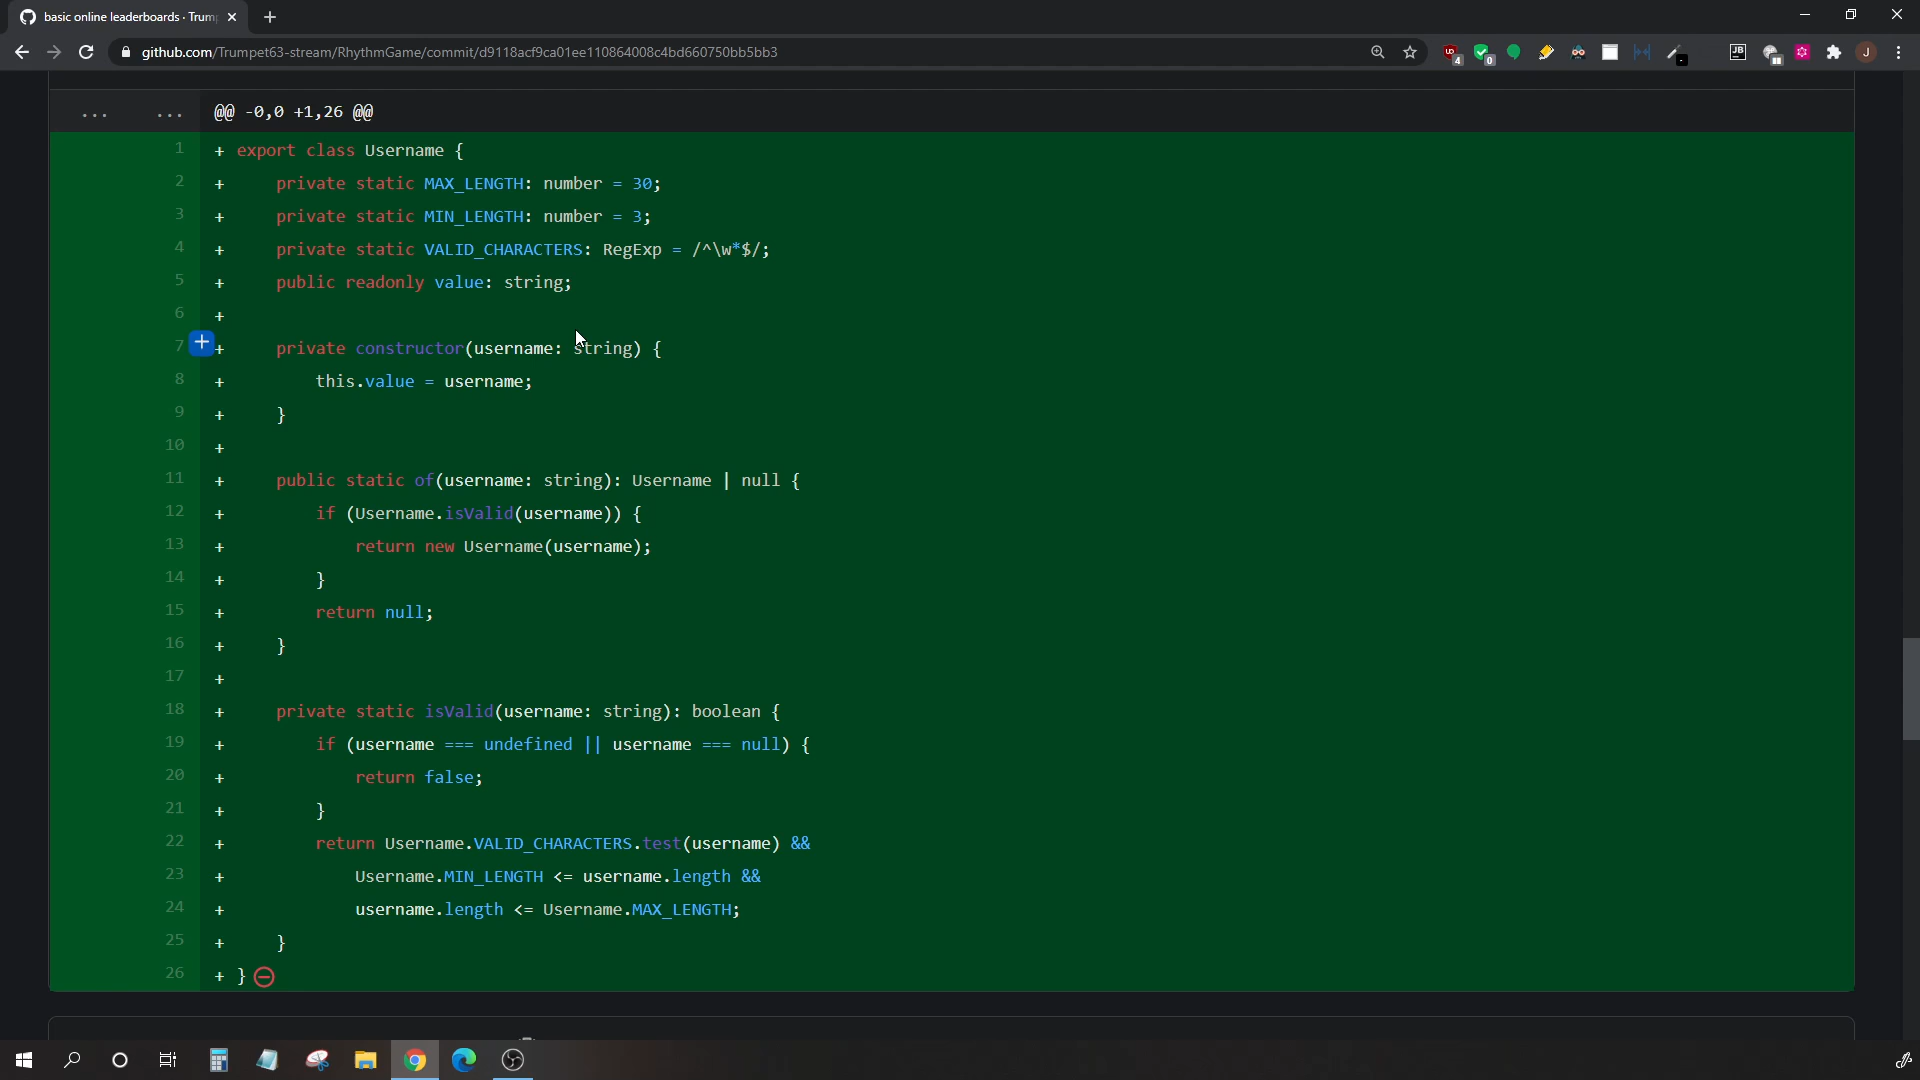 basic online leaderboards · Trump
github.com/Trumpet63-stream/RhythmGame/commit/d9118acf9ca01ee110864008c4bd660750bb5bb3
4
0
JB
J
... ... @@ -0,0 +1,26 @@
1 + export class Username {
2 + private static MAX_LENGTH: number = 30;
3 + private static MIN_LENGTH: number = 3;
4 + private static VALID_CHARACTERS: RegExp = /^\w*$/;
5 + public readonly value: string;
6 +
7 + private constructor(username: string) {
8 + this.value = username;
9 + }
10 +
11 + public static of(username: string): Username | null {
12 + if (Username.isValid(username)) {
13 + return new Username(username);
14 + }
15 + return null;
16 + }
17 +
18 + private static isValid(username: string): boolean {
19 + if (username === undefined || username === null) {
20 + return false;
21 + }
22 + return Username.VALID_CHARACTERS.test(username) &&
23 + Username.MIN_LENGTH <= username.length &&
24 + username.length <= Username.MAX_LENGTH;
25 + }
26 + }